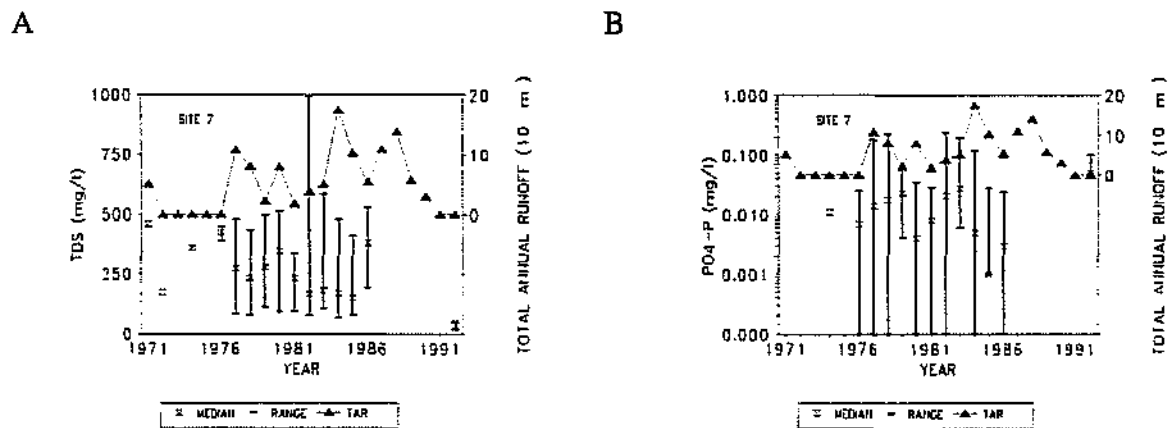 A
B
1000
750
500
250
0
TDS (mg/l)
SITE 7
20
10
0
TOTAL ANNUAL RUNOFF (10 m)
1971 1976 1981 1986 1991
YEAR
MEDIAN RANGE TAR
1.000
0.100
0.010
0.001
0.000
PO4-P (mg/l)
SITE 7
20
10
0
TOTAL ANNUAL RUNOFF (10 m)
1971 1976 1981 1986 1991
YEAR
MEDIAN RANGE TAR